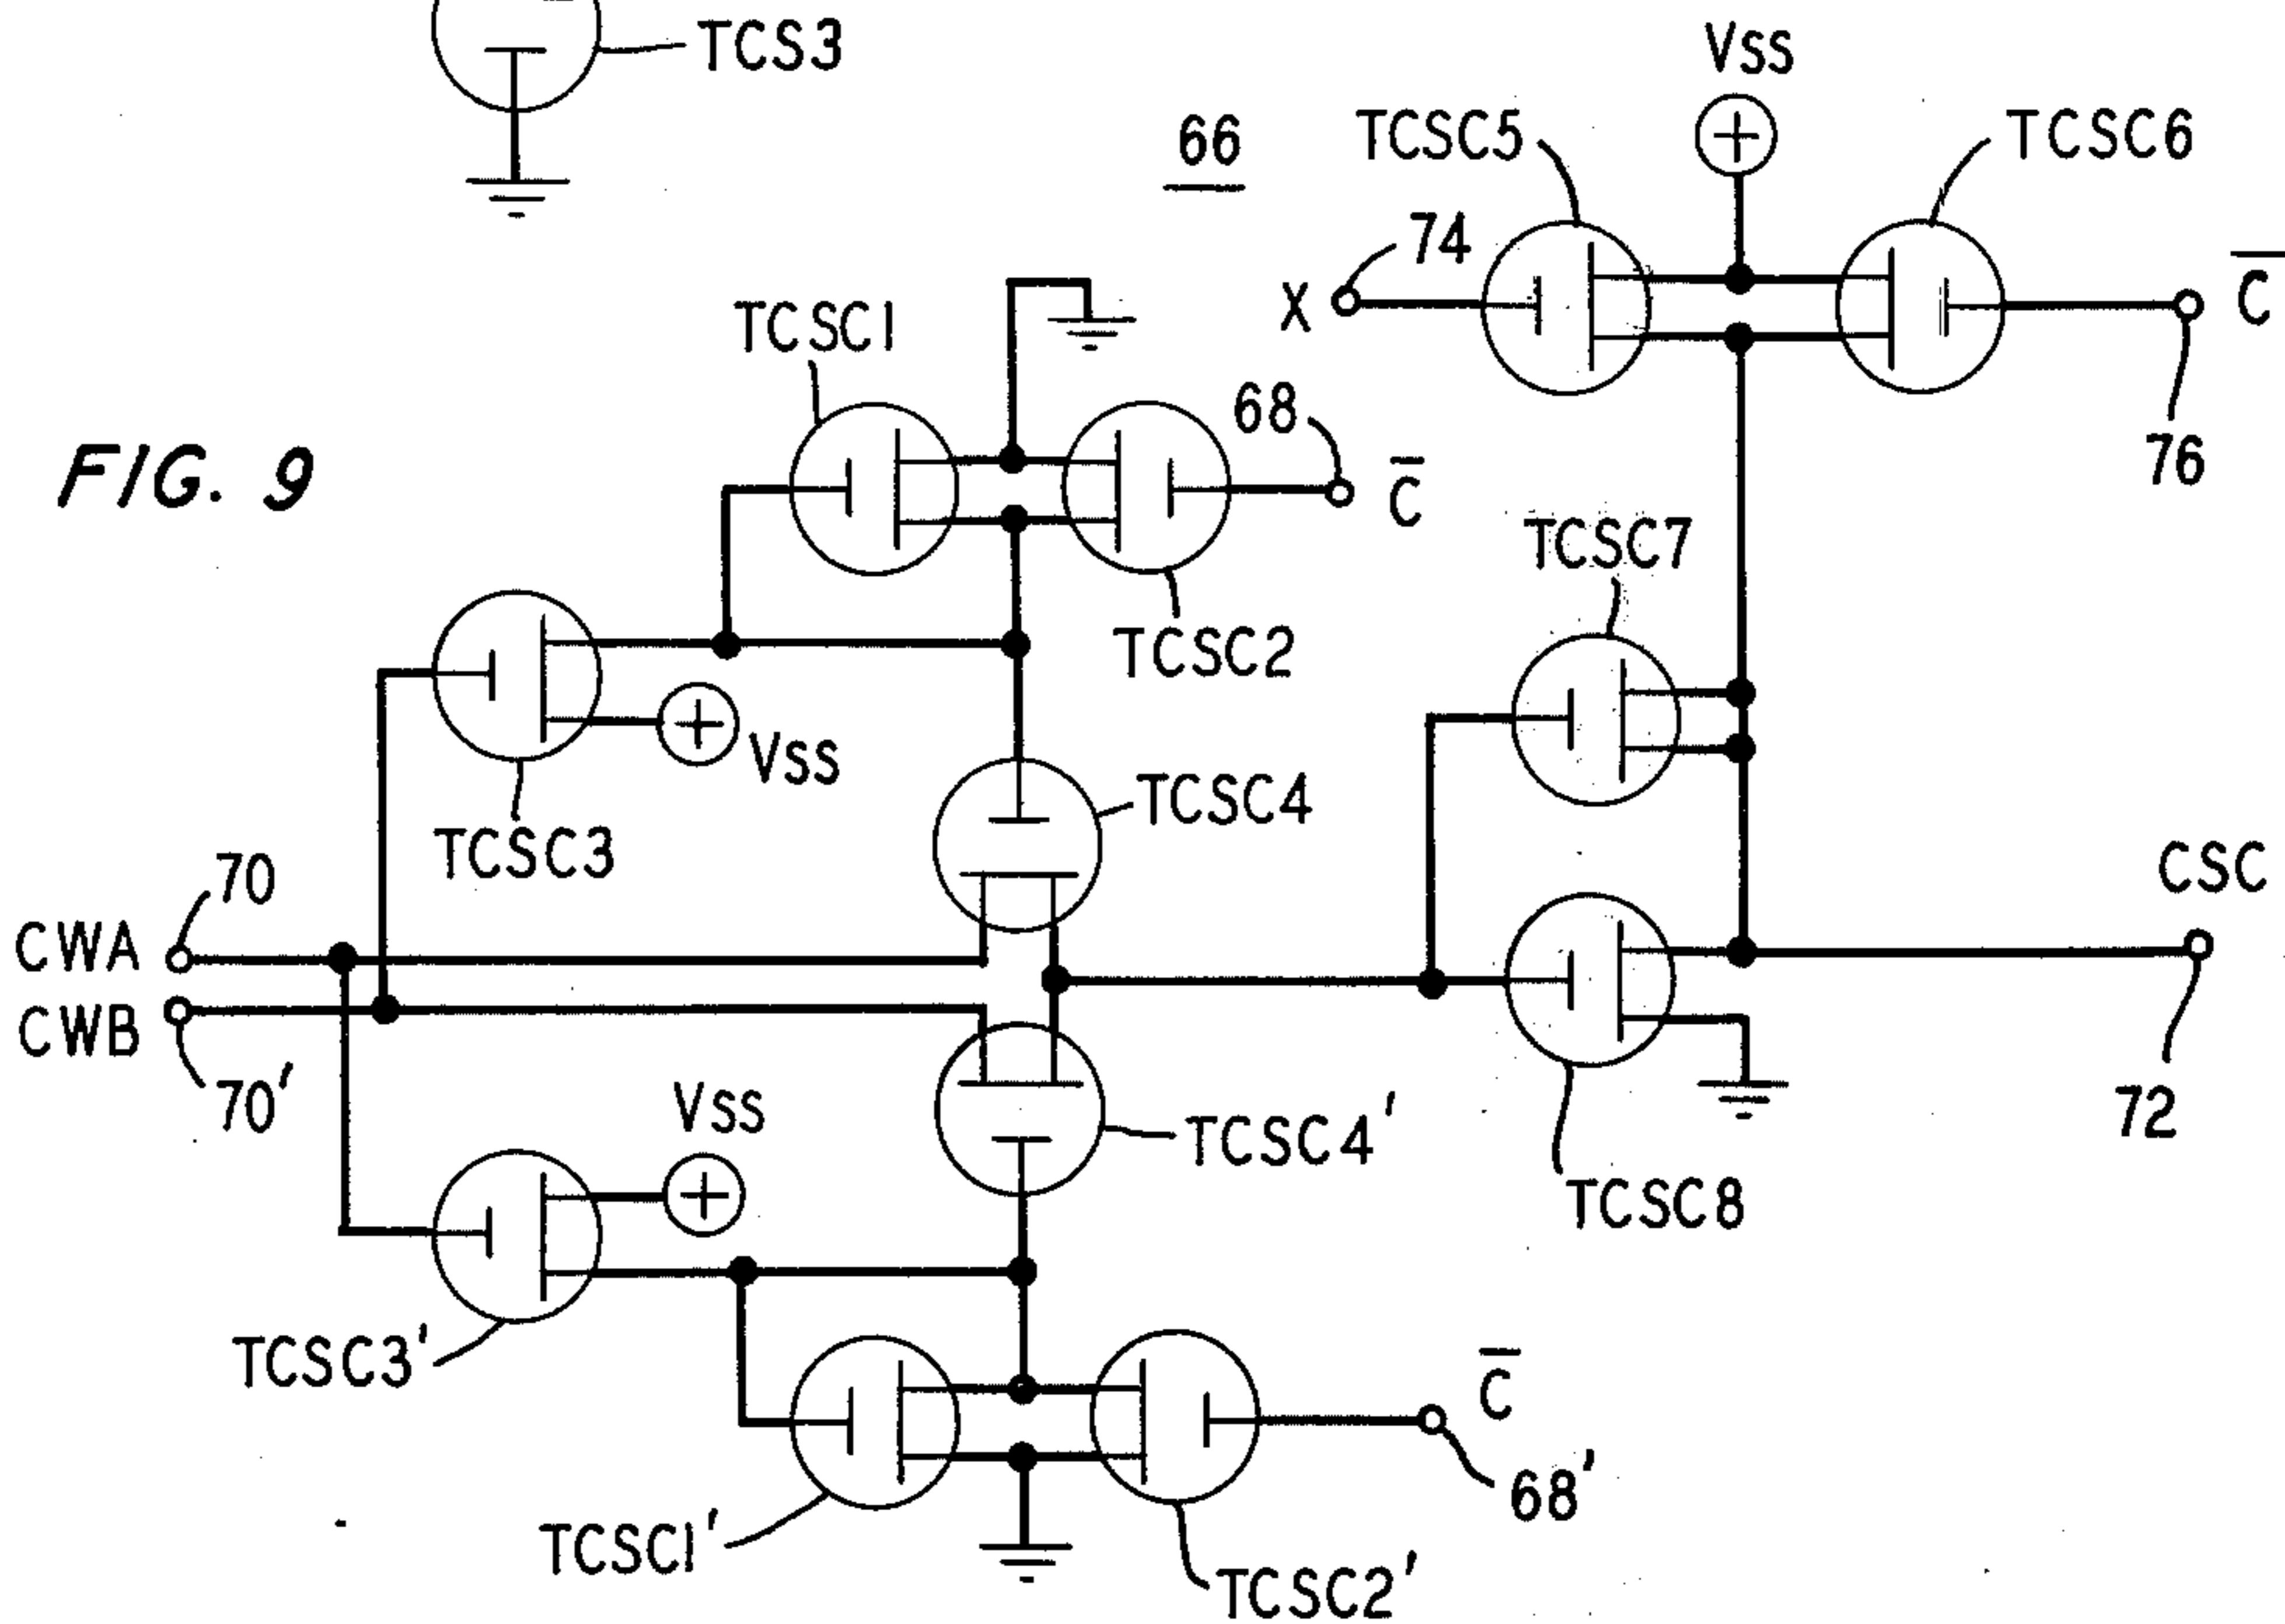 TCS3
VSS
66
TCSC5
TCSC6
74
X
C̅
TCSC1
68
C̅
76
FIG. 9
TCSC7
TCSC2
VSS
TCSC4
TCSC3
70
CSC
CWA
CWB
70'
VSS
TCSC4'
72
TCSC8
TCSC3'
C̅
68'
TCSC1'
TCSC2'